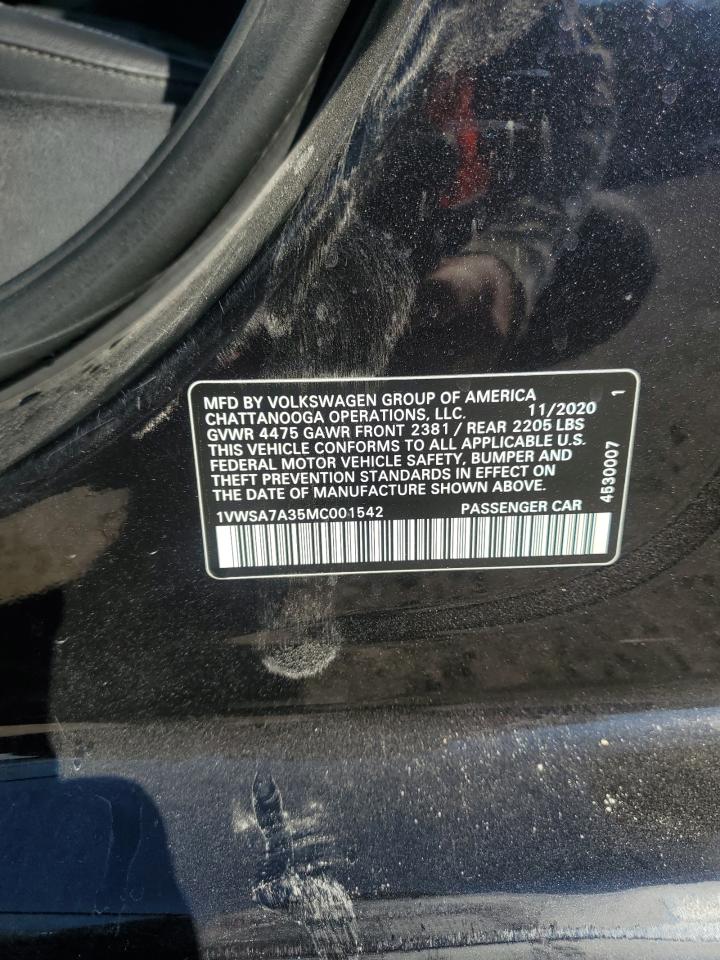 MFD BY VOLKSWAGEN GROUP OF AMERICA
CHATTANOOGA OPERATIONS, LLC. 11/2020
GVWR 4475 GAWR FRONT 2381 / REAR 2205 LBS
THIS VEHICLE CONFORMS TO ALL APPLICABLE U.S.
FEDERAL MOTOR VEHICLE SAFETY, BUMPER AND
THEFT PREVENTION STANDARDS IN EFFECT ON
THE DATE OF MANUFACTURE SHOWN ABOVE.
1VWSA7A35MC001542 PASSENGER CAR
4530007 1